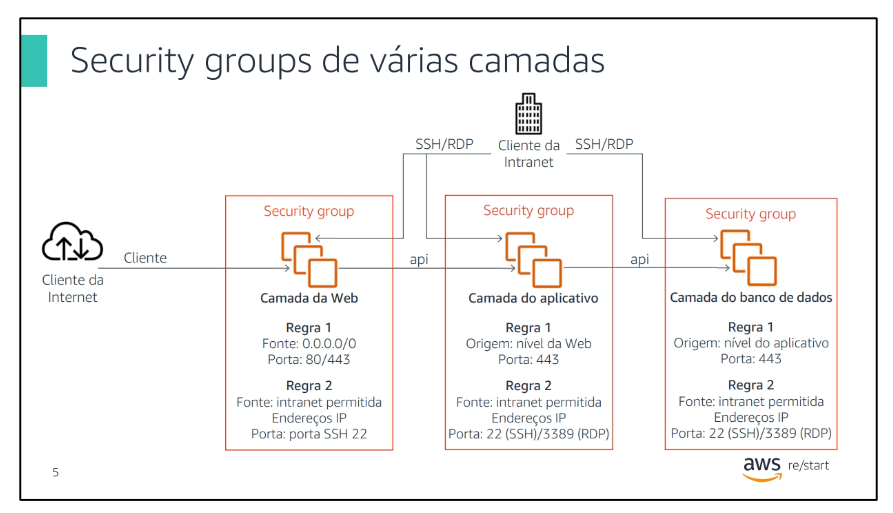 Security groups de várias camadas
SSH/RDP
Cliente da
Intranet
SSH/RDP
Cliente da
Internet
Cliente
Security group
api
Camada da Web
Regra 1
Fonte: 0.0.0.0/0
Porta: 80/443
Regra 2
Fonte: intranet permitida
Endereços IP
Porta: porta SSH 22
Security group
api
Camada do aplicativo
Regra 1
Origem: nível da Web
Porta: 443
Regra 2
Fonte: intranet permitida
Endereços IP
Porta: 22 (SSH)/3389 (RDP)
Security group
Camada do banco de dados
Regra 1
Origem: nível do aplicativo
Porta: 443
Regra 2
Fonte: intranet permitida
Endereços IP
Porta: 22 (SSH)/3389 (RDP)
5
aws re/start